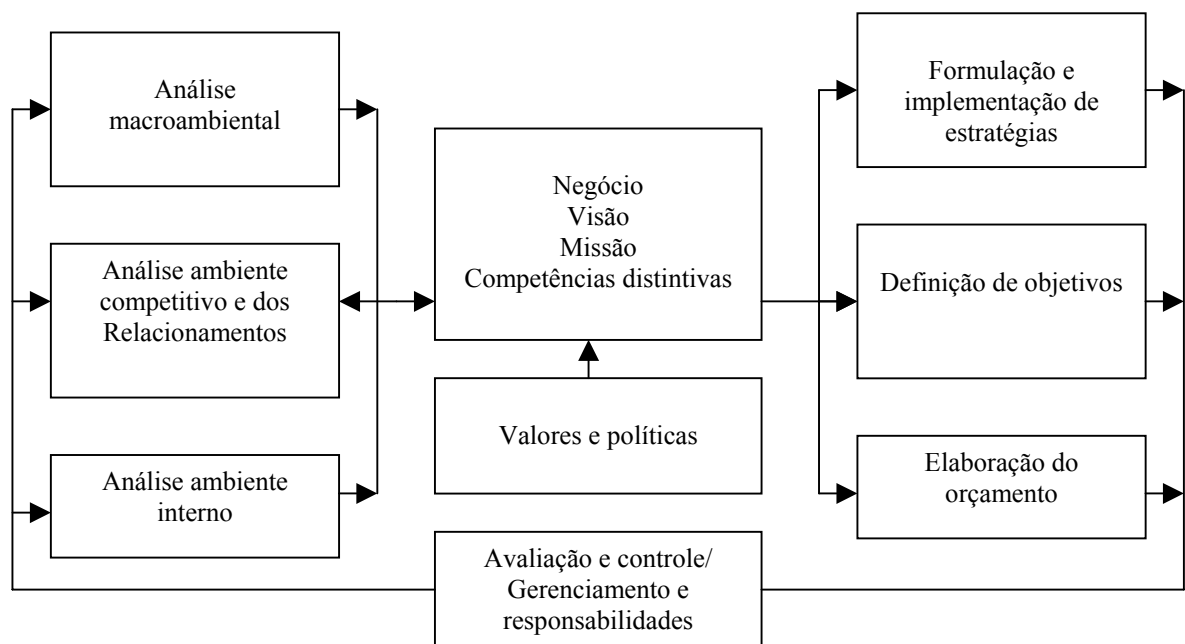 Análise
macroambiental
Análise ambiente
competitivo e dos
Relacionamentos
Análise ambiente
interno
Negócio
Visão
Missão
Competências distintivas
Valores e políticas
Avaliação e controle/
Gerenciamento e
responsabilidades
Formulação e
implementação de
estratégias
Definição de objetivos
Elaboração do
orçamento